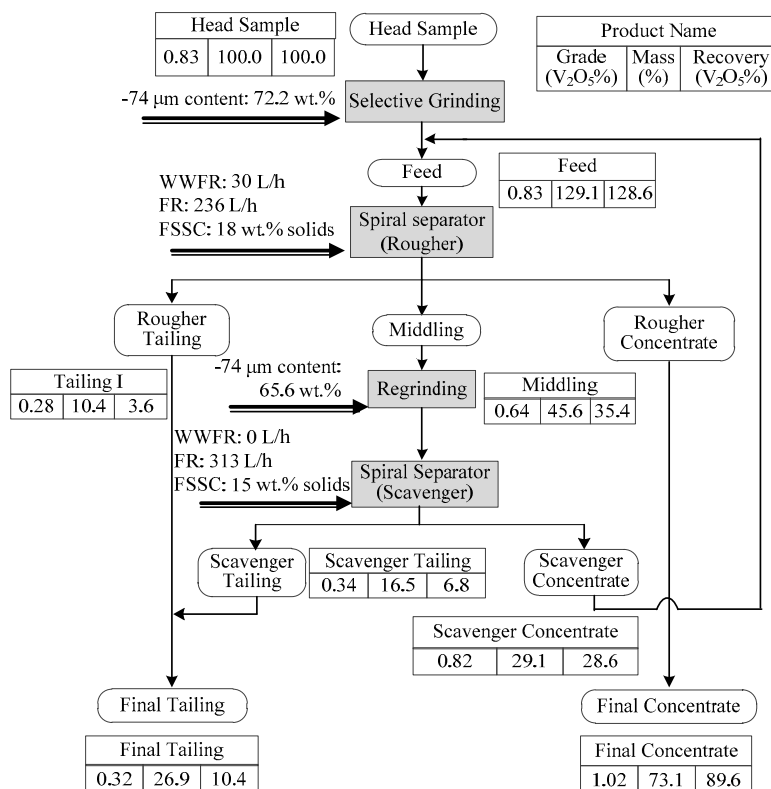 Head Sample
0.83 100.0 100.0
Head Sample
Product Name
Grade (V₂O₅%) Mass (%) Recovery (V₂O₅%)
-74 µm content: 72.2 wt.%
Selective Grinding
Feed
Feed
0.83 129.1 128.6
WWFR: 30 L/h
FR: 236 L/h
FSSC: 18 wt.% solids
Spiral separator
(Rougher)
Rougher
Tailing
Middling
Rougher
Concentrate
Tailing I
0.28 10.4 3.6
-74 µm content:
65.6 wt.%
Regrinding
Middling
0.64 45.6 35.4
WWFR: 0 L/h
FR: 313 L/h
FSSC: 15 wt.% solids
Spiral Separator
(Scavenger)
Scavenger
Tailing
Scavenger Tailing
0.34 16.5 6.8
Scavenger
Concentrate
Scavenger Concentrate
0.82 29.1 28.6
Final Tailing
Final Concentrate
Final Tailing
0.32 26.9 10.4
Final Concentrate
1.02 73.1 89.6